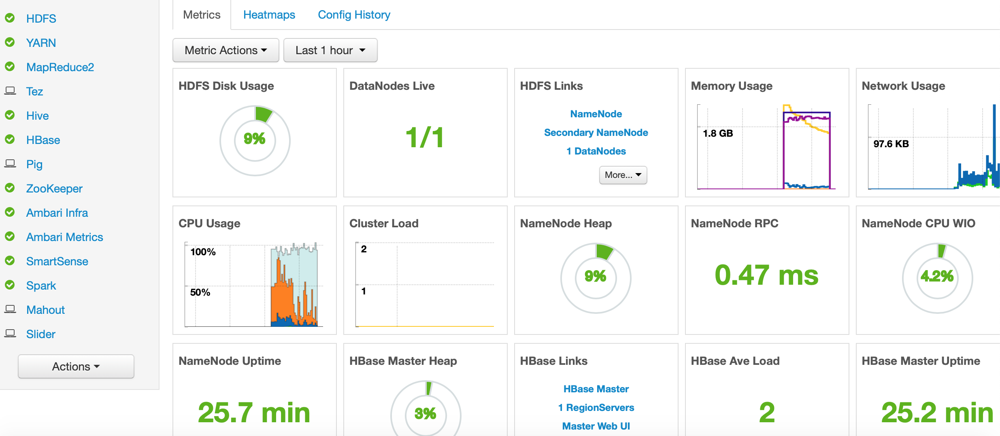 HDFS
YARN
MapReduce2
Tez
Hive
HBase
Pig
ZooKeeper
Ambari Infra
Ambari Metrics
SmartSense
Spark
Mahout
Slider
Actions
Metrics
Heatmaps
Config History
Metric Actions
Last 1 hour
HDFS Disk Usage
9%
DataNodes Live
1/1
HDFS Links
NameNode
Secondary NameNode
1 DataNodes
More...
Memory Usage
1.8 GB
Network Usage
97.6 KB
CPU Usage
100%
50%
Cluster Load
2
1
NameNode Heap
9%
NameNode RPC
0.47 ms
NameNode CPU WIO
4.2%
NameNode Uptime
25.7 min
HBase Master Heap
3%
HBase Links
HBase Master
1 RegionServers
Master Web UI
HBase Ave Load
2
HBase Master Uptime
25.2 min